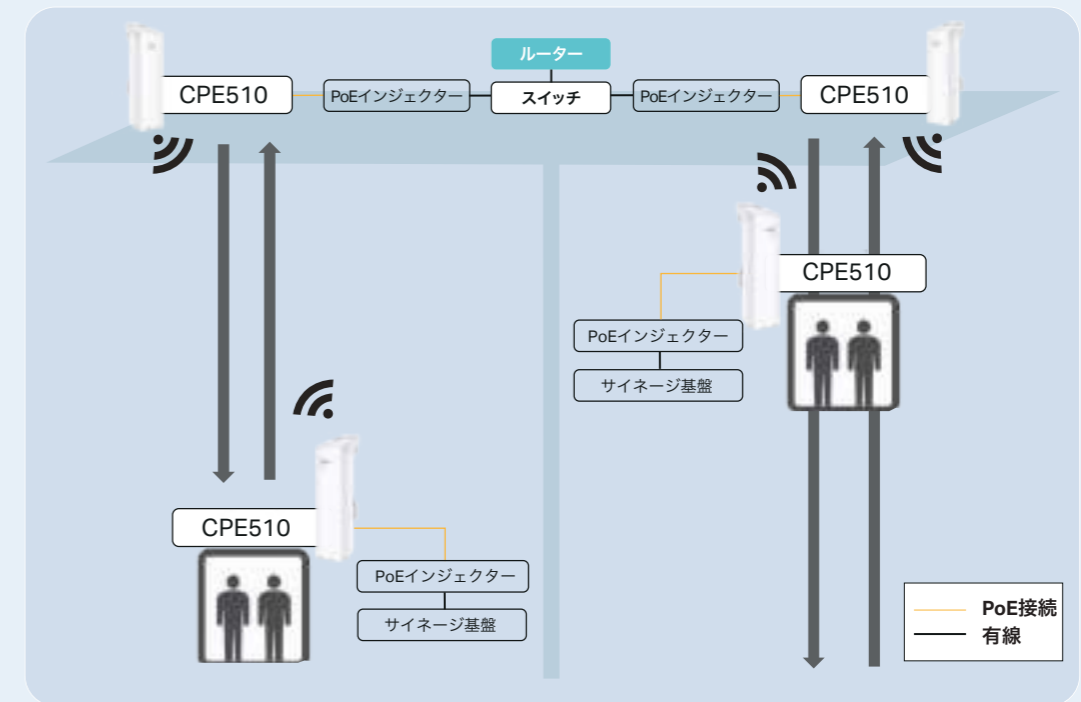 ルーター
CPE510
PoEインジェクター
スイッチ
PoEインジェクター
CPE510
CPE510
PoEインジェクター
サイネージ基盤
CPE510
PoEインジェクター
サイネージ基盤
PoE接続
有線